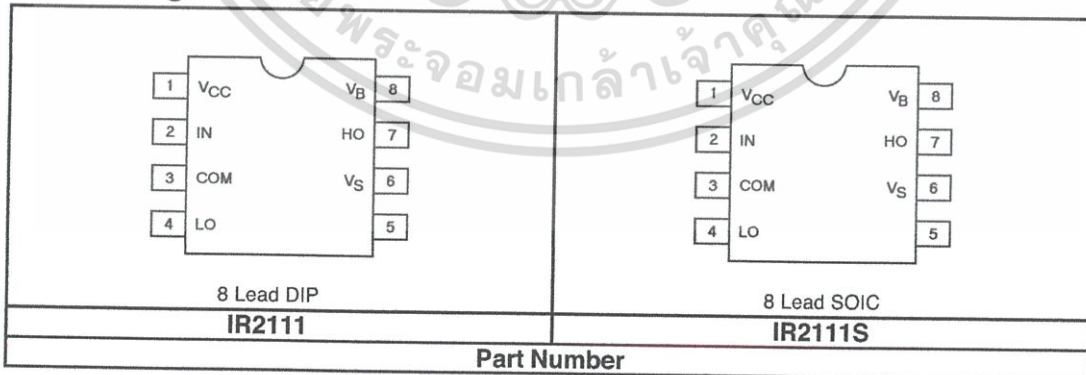 พระจอมเกล้าเจ้าคุณ
1 VCC VB 8
2 IN HO 7
3 COM VS 6
4 LO 5
8 Lead DIP
IR2111
1 VCC VB 8
2 IN HO 7
3 COM VS 6
4 LO 5
8 Lead SOIC
IR2111S
Part Number